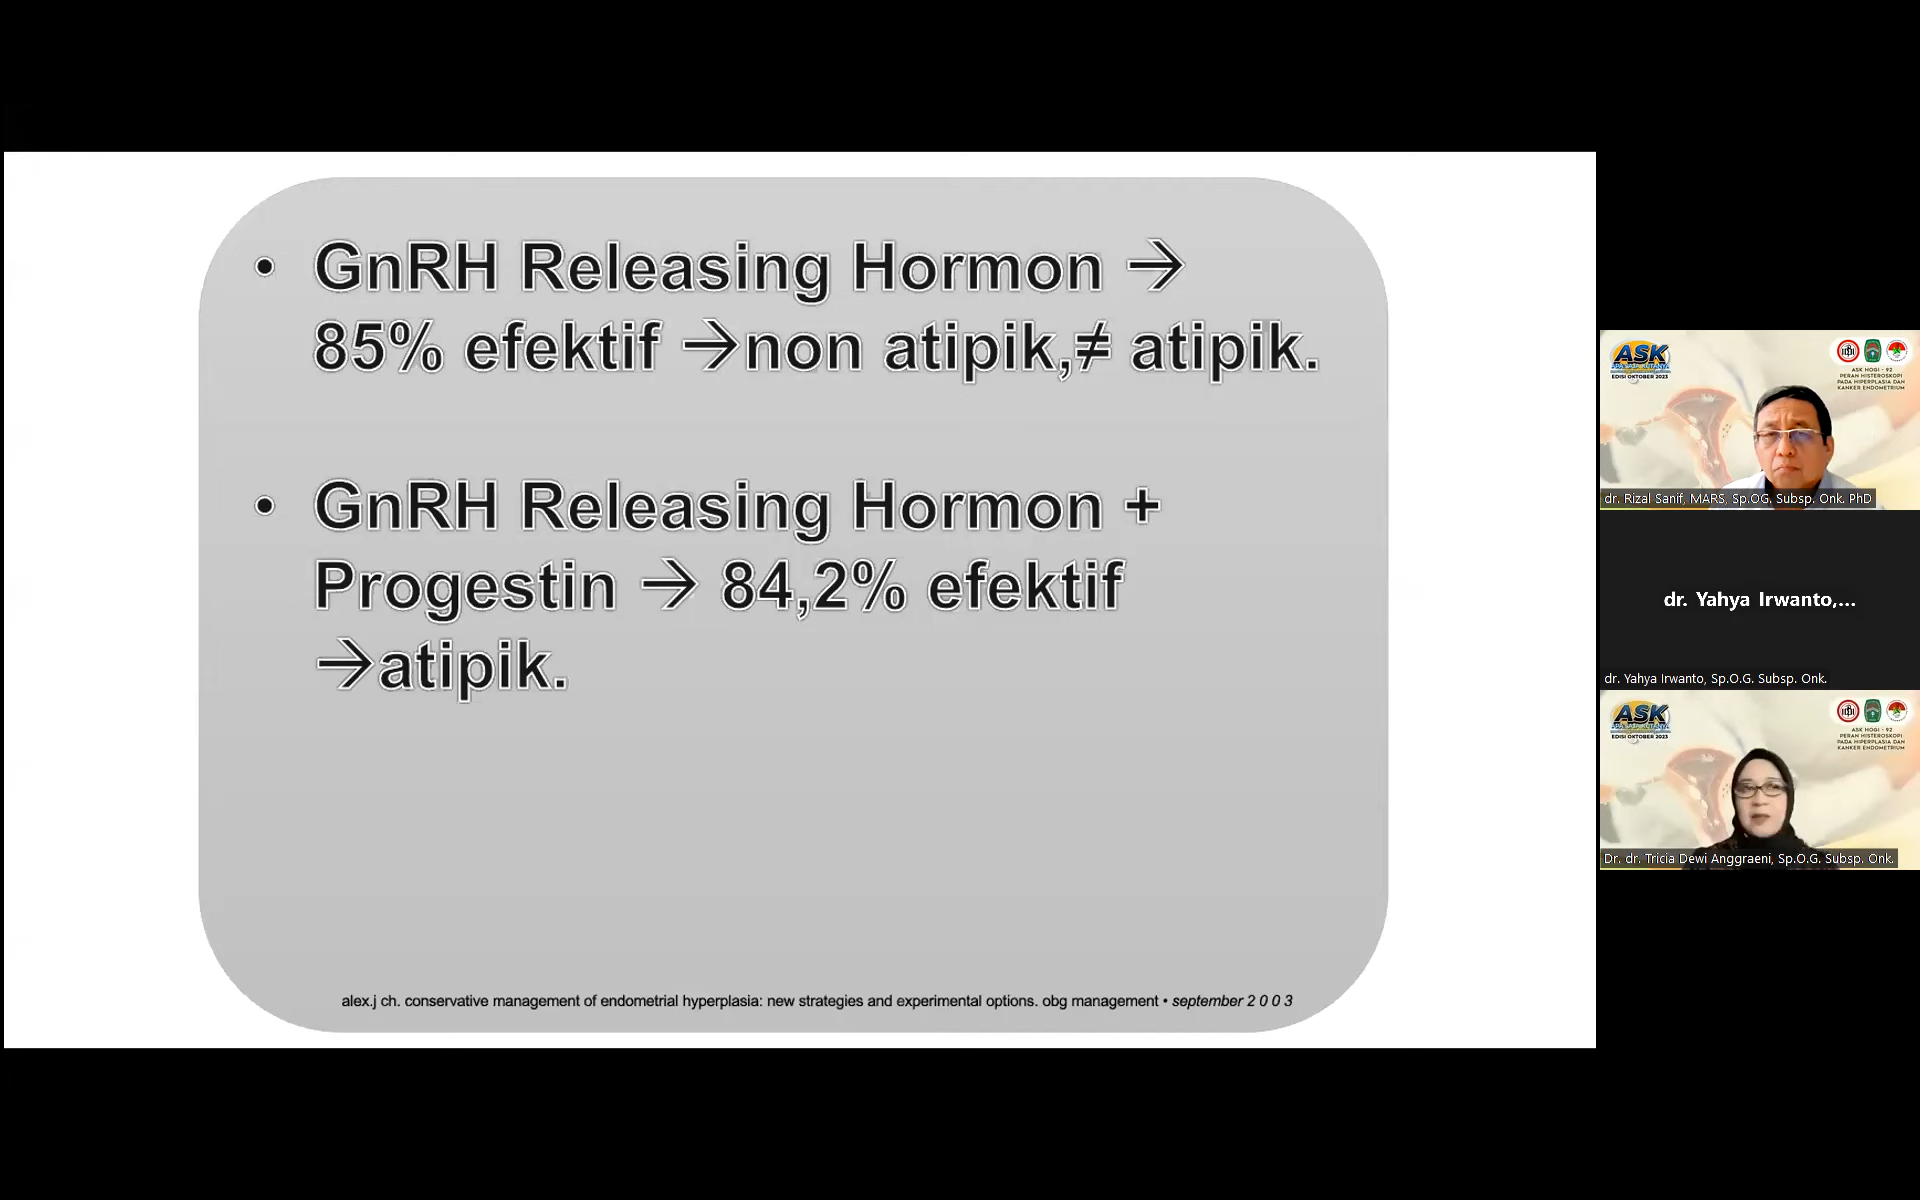 • GnRH Releasing Hormon →
85% efektif →non atipik,≠ atipik.
• GnRH Releasing Hormon +
Progestin → 84,2% efektif
→atipik.
alex.j ch. conservative management of endometrial hyperplasia: new strategies and experimental options. obg management • september 2 0 0 3
ASK
EDISI OKTOBER 2023
ASK HOGI - 92
PERAN HISTEROSKOPI
PADA HIPERPLASIA DAN
KANKER ENDOMETRIUM
dr. Rizal Sanif, MARS, Sp.OG. Subsp. Onk. PhD
dr. Yahya Irwanto,...
dr. Yahya Irwanto, Sp.O.G. Subsp. Onk.
ASK
EDISI OKTOBER 2023
ASK HOGI - 92
PERAN HISTEROSKOPI
PADA HIPERPLASIA DAN
KANKER ENDOMETRIUM
Dr. dr. Tricia Dewi Anggraeni, Sp.O.G. Subsp. Onk.